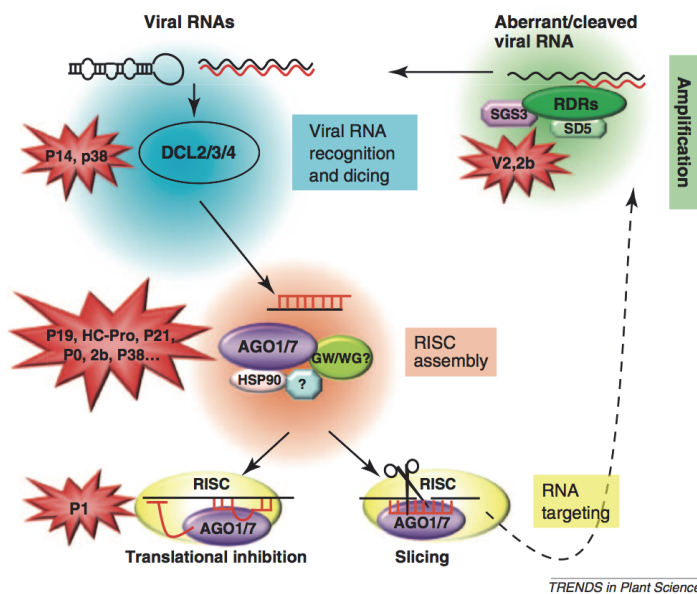 Viral RNAs
Aberrant/cleaved
viral RNA
RDRs
SGS3
SD5
V2,2b
Amplification
P14, p38
DCL2/3/4
Viral RNA
recognition
and dicing
P19, HC-Pro, P21,
P0, 2b, P38...
AGO1/7
GW/WG?
HSP90
?
RISC
assembly
P1
RISC
AGO1/7
Translational inhibition
RISC
AGO1/7
Slicing
RNA
targeting
TRENDS in Plant Science